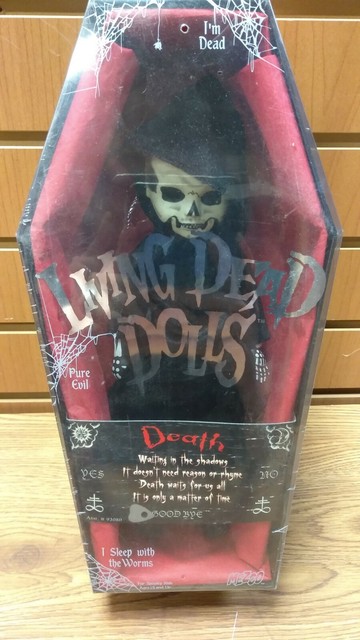 I'm
Dead
LIVING DEAD
DOLLS
Pure
Evil
Death
Waiting in the shadows
It doesn't need reason or rhyme
YES
NO
Death waits for us all
It is only a matter of time
GOOD BYE
I Sleep with
the Worms
MEZCO